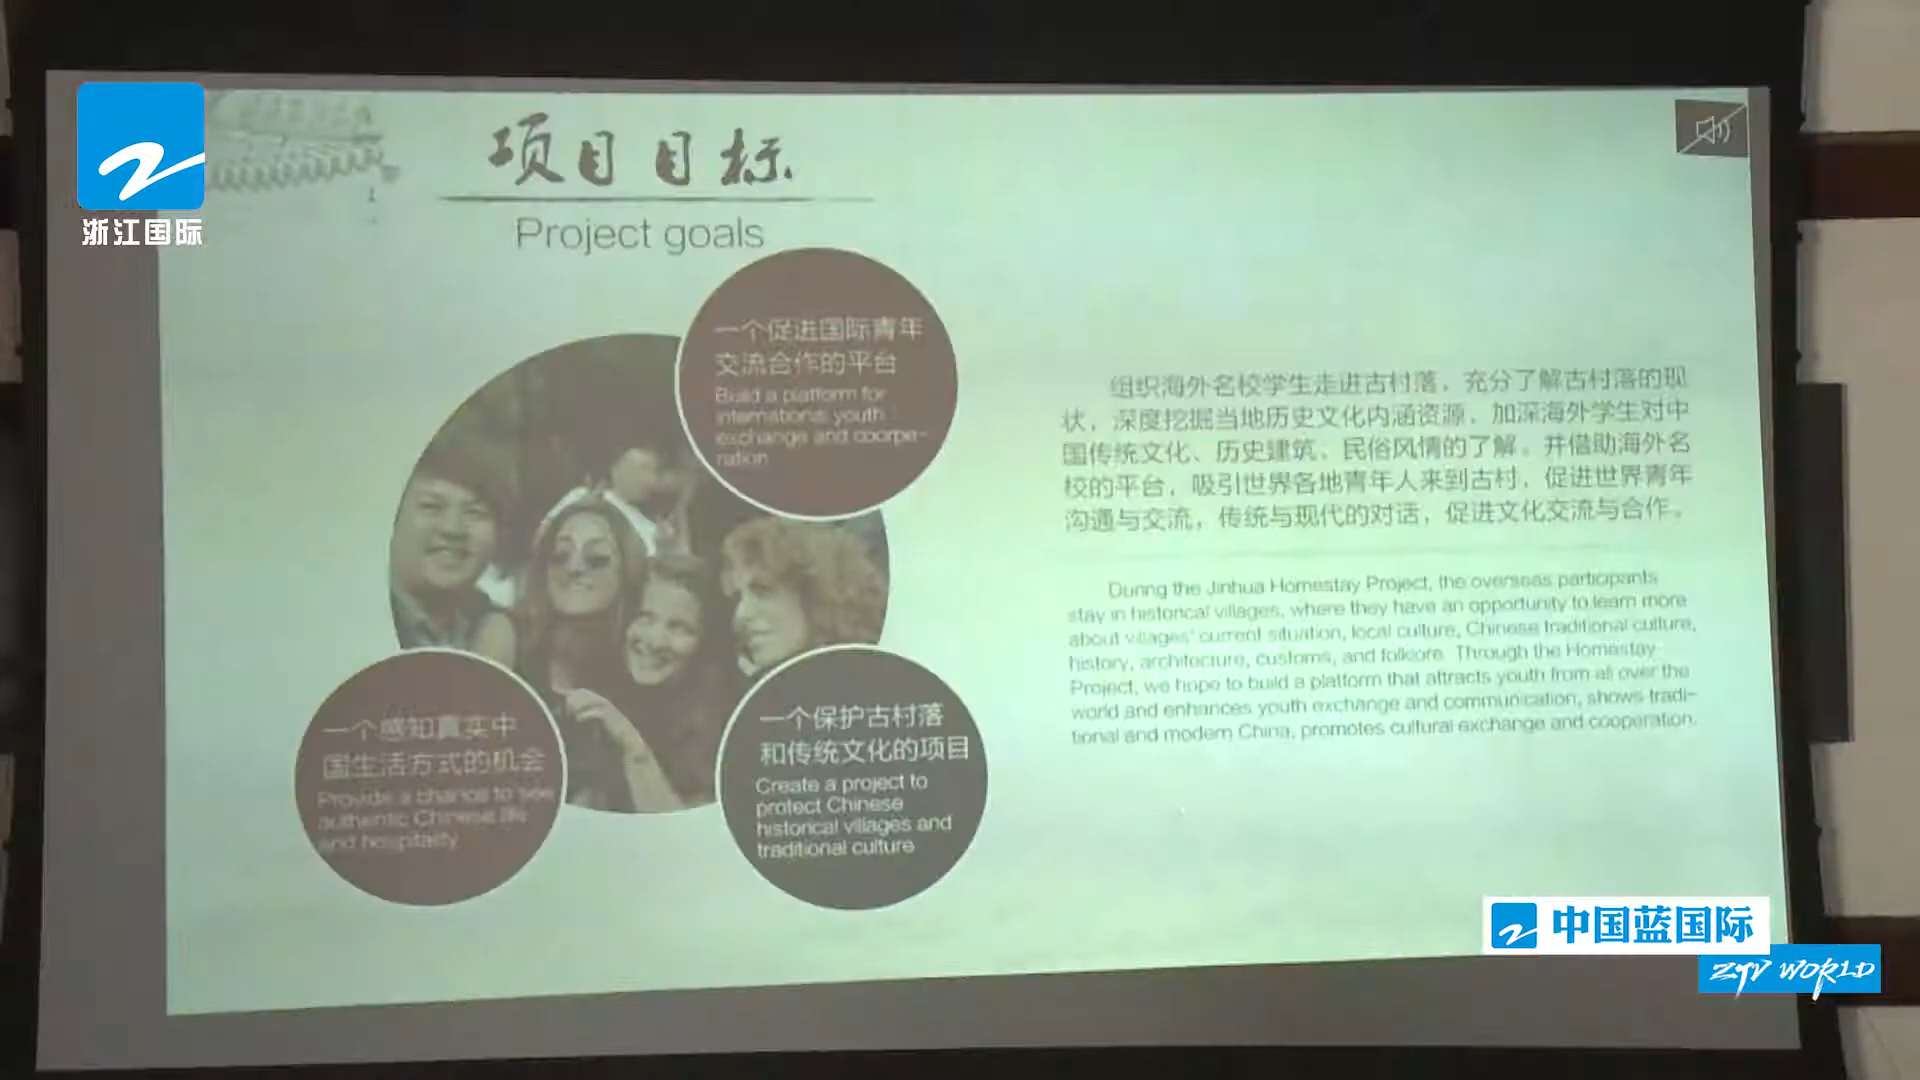 浙江国际
项目目标
Project goals
一个促进国际青年
交流合作的平台
Build a platform for
international youth
exchange and coorpe-
ration
一个感知真实中
国生活方式的机会
Provide a chance to see
authentic Chinese life
and hospitality
一个保护古村落
和传统文化的项目
Create a project to
protect Chinese
historical villages and
traditional culture
组织海外名校学生走进古村落，充分了解古村落的现
状，深度挖掘当地历史文化内涵资源，加深海外学生对中
国传统文化、历史建筑、民俗风情的了解。并借助海外名
校的平台，吸引世界各地青年人来到古村，促进世界青年
沟通与交流，传统与现代的对话，促进文化交流与合作。
During the Jinhua Homestay Project, the overseas participants
stay in historical villages, where they have an opportunity to learn more
about villages' current situation, local culture, Chinese traditional culture,
history, architecture, customs, and folklore. Through the Homestay
Project, we hope to build a platform that attracts youth from all over the
world and enhances youth exchange and communication, shows tradi-
tional and modern China, promotes cultural exchange and cooperation.
中国蓝国际
ZTV WORLD